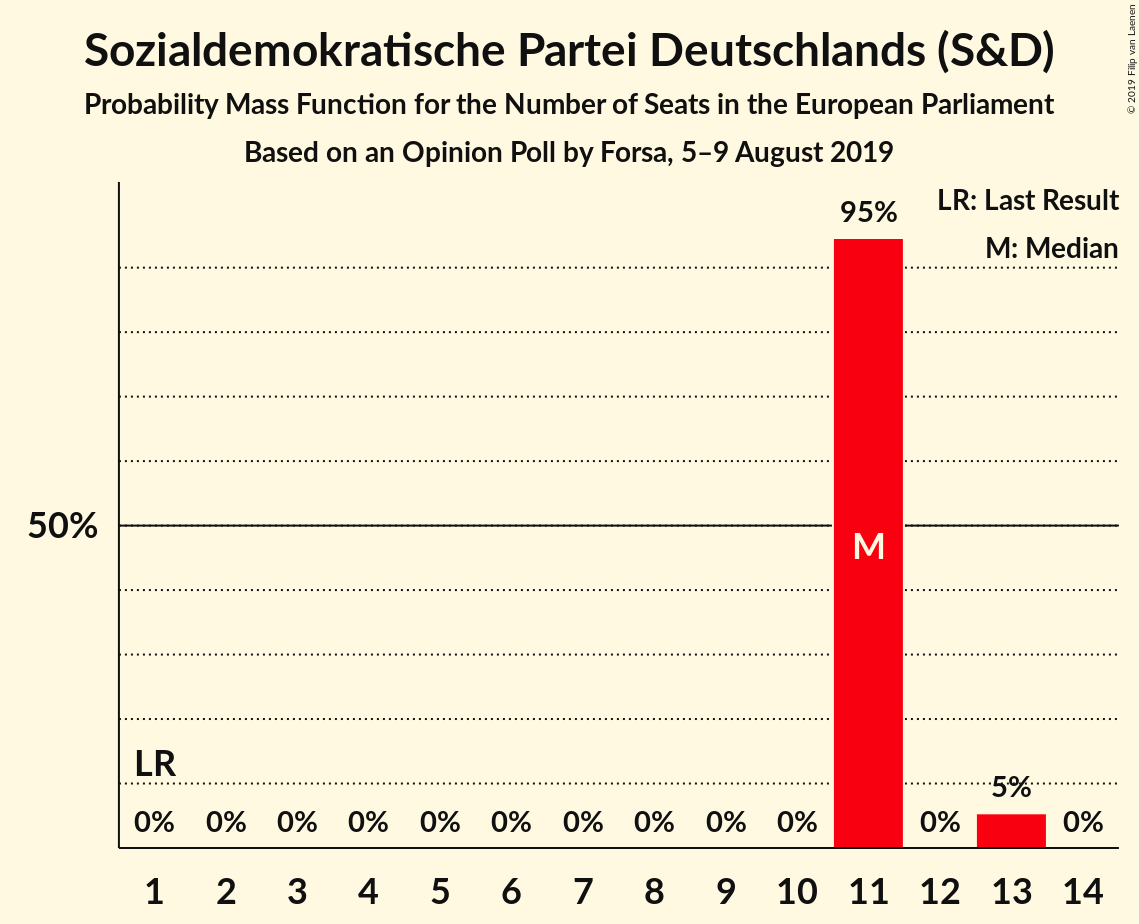 Sozialdemokratische Partei Deutschlands (S&D)
Probability Mass Function for the Number of Seats in the European Parliament
Based on an Opinion Poll by Forsa, 5–9 August 2019
© 2019 Filip van Laenen
LR: Last Result
M: Median
95%
50%
M
LR
5%
0% 0% 0% 0% 0% 0% 0% 0% 0% 0% 0% 0%
1 2 3 4 5 6 7 8 9 10 11 12 13 14